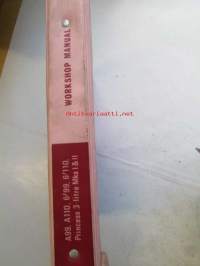 WORKSHOP MANUAL
A99, A110, 6/99, 6/110,
Princess 3-litre Mks I & II
antikvariaatti.net